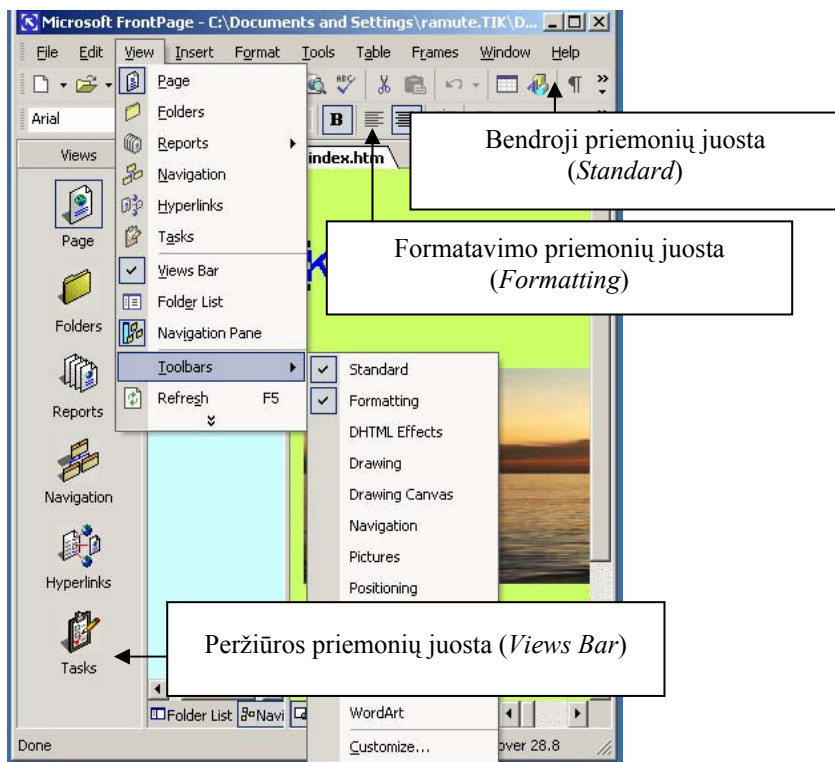 Microsoft FrontPage - C:\Documents and Settings\ramute.TIK\D...
File Edit View Insert Format Tools Table Frames Window Help
Arial
B
Views
index.htm
Page
Folders
Reports
Navigation
Hyperlinks
Tasks
Page
Folders
Reports
Navigation
Hyperlinks
Tasks
Views Bar
Folder List
Navigation Pane
Toolbars
Refresh F5
Standard
Formatting
DHTML Effects
Drawing
Drawing Canvas
Navigation
Pictures
Positioning
WordArt
Customize...
Bendroji priemonių juosta
(Standard)
Formatavimo priemonių juosta
(Formatting)
Peržiūros priemonių juosta (Views Bar)
Folder List Navi
Done
over 28.8